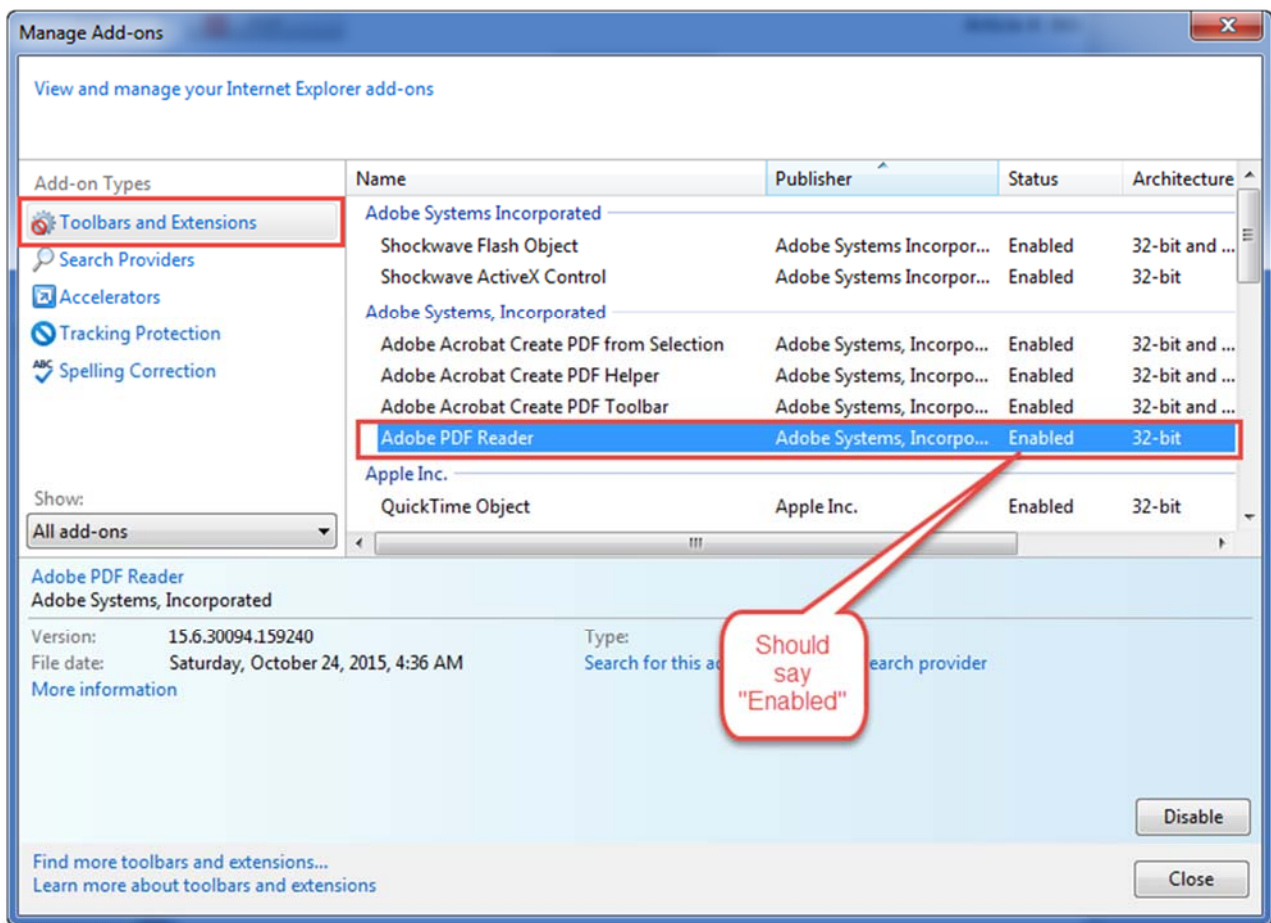 Manage Add-ons
View and manage your Internet Explorer add-ons
Add-on Types
Toolbars and Extensions
Search Providers
Accelerators
Tracking Protection
ABC Spelling Correction
Show:
All add-ons
Name Publisher Status Architecture
Adobe Systems Incorporated
Shockwave Flash Object Adobe Systems Incorpor... Enabled 32-bit and ...
Shockwave ActiveX Control Adobe Systems Incorpor... Enabled 32-bit
Adobe Systems, Incorporated
Adobe Acrobat Create PDF from Selection Adobe Systems, Incorpo... Enabled 32-bit and ...
Adobe Acrobat Create PDF Helper Adobe Systems, Incorpo... Enabled 32-bit and ...
Adobe Acrobat Create PDF Toolbar Adobe Systems, Incorpo... Enabled 32-bit and ...
Adobe PDF Reader Adobe Systems, Incorpo... Enabled 32-bit
Apple Inc.
QuickTime Object Apple Inc. Enabled 32-bit
Adobe PDF Reader
Adobe Systems, Incorporated
Version: 15.6.30094.159240
File date: Saturday, October 24, 2015, 4:36 AM
More information
Type:
Search for this earch provider
Should
say
"Enabled"
Disable
Find more toolbars and extensions...
Learn more about toolbars and extensions
Close